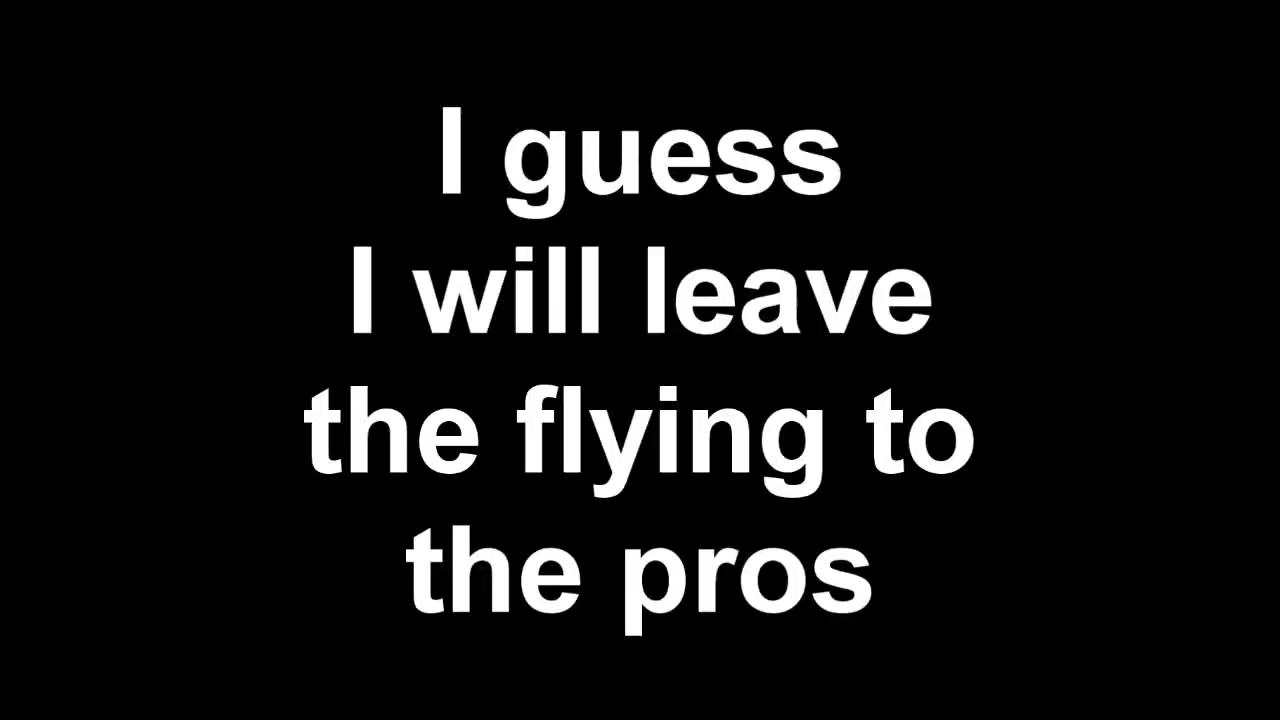 I guess
I will leave
the flying to
the pros